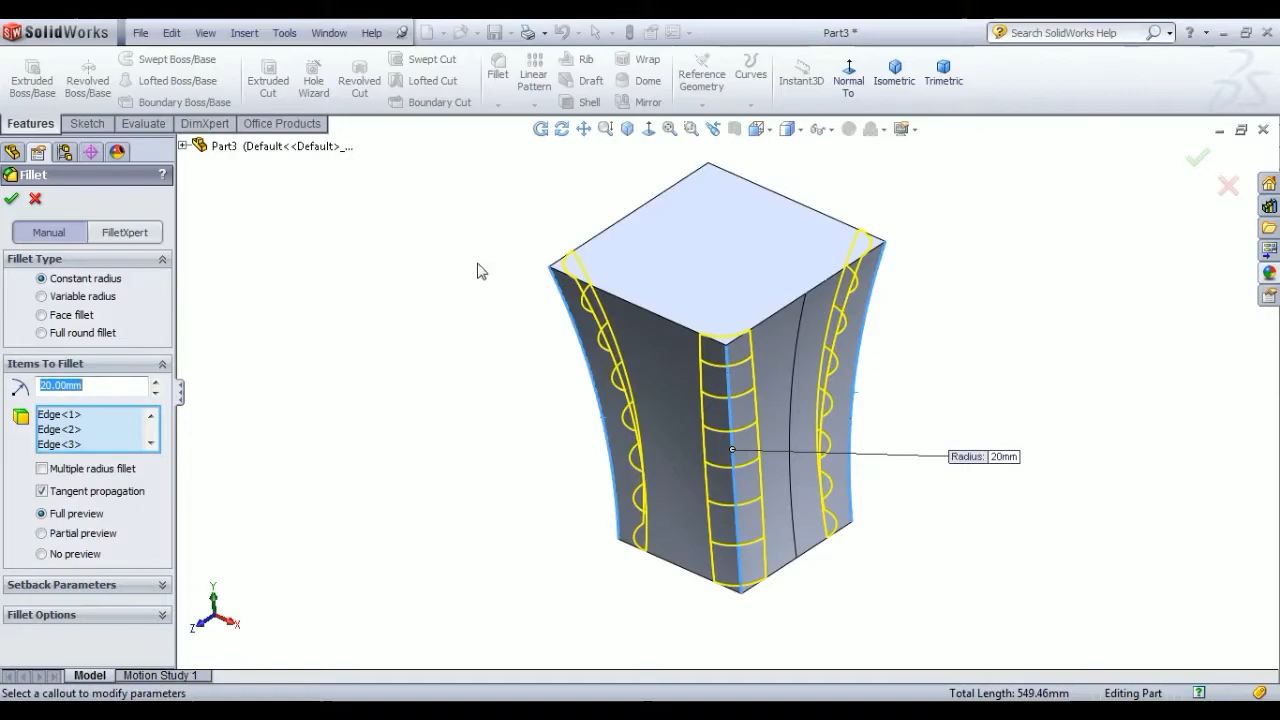 SolidWorks File Edit View Insert Tools Window Help Part3 * Search SolidWorks Help
Extruded Boss/Base
Revolved Boss/Base
Swept Boss/Base
Lofted Boss/Base
Boundary Boss/Base
Extruded Cut
Hole Wizard
Revolved Cut
Swept Cut
Lofted Cut
Boundary Cut
Fillet
Linear Pattern
Rib
Draft
Shell
Wrap
Dome
Mirror
Reference Geometry
Curves
Instant3D
Normal To
Isometric
Trimetric
Features Sketch Evaluate DimXpert Office Products
Part3 (Default<<Default>_...
Fillet ?
Manual FilletXpert
Fillet Type
Constant radius
Variable radius
Face fillet
Full round fillet
Items To Fillet
20.00mm
Edge<1>
Edge<2>
Edge<3>
Multiple radius fillet
Tangent propagation
Full preview
Partial preview
No preview
Setback Parameters
Fillet Options
Radius: 20mm
Y
Z X
Model Motion Study 1
Select a callout to modify parameters Total Length: 549.46mm Editing Part